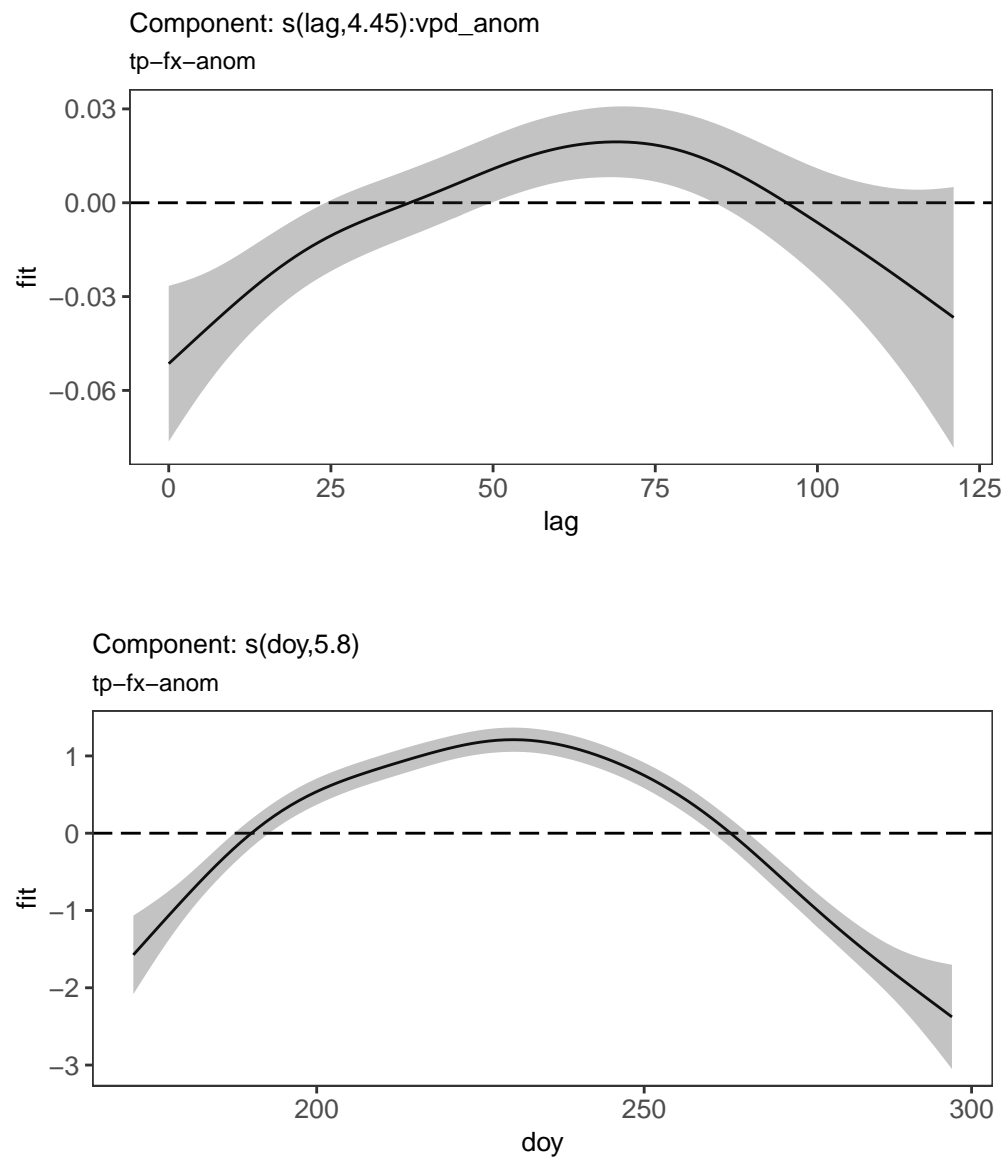 Component: s(lag,4.45):vpd_anom
tp−fx−anom
0.03
0.00
−0.03
−0.06
fit
0 25 50 75 100 125
lag
Component: s(doy,5.8)
tp−fx−anom
1
0
−1
−2
−3
fit
200 250 300
doy